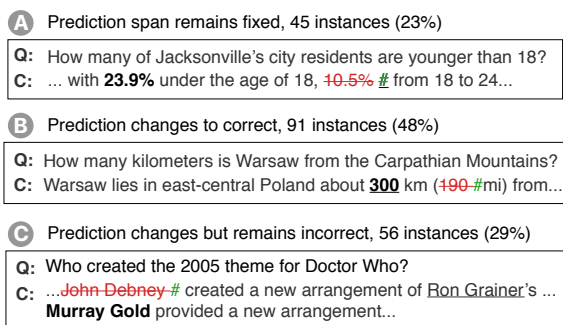 A Prediction span remains fixed, 45 instances (23%)
Q: How many of Jacksonville's city residents are younger than 18?
C: ... with 23.9% under the age of 18, 10.5% # from 18 to 24...
B Prediction changes to correct, 91 instances (48%)
Q: How many kilometers is Warsaw from the Carpathian Mountains?
C: Warsaw lies in east-central Poland about 300 km (190 #mi) from...
C Prediction changes but remains incorrect, 56 instances (29%)
Q: Who created the 2005 theme for Doctor Who?
C: ...John Debney # created a new arrangement of Ron Grainer's ...
Murray Gold provided a new arrangement...